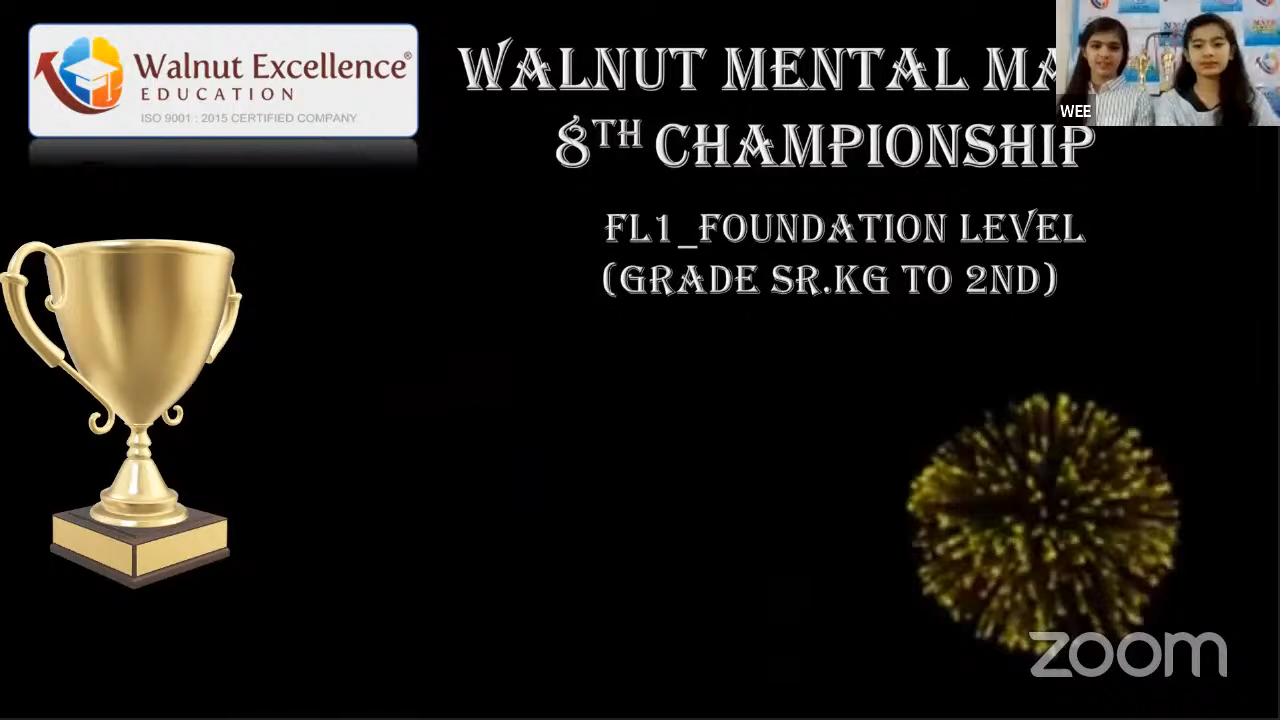 Walnut Excellence®
EDUCATION
ISO 9001 : 2015 CERTIFIED COMPANY
WALNUT MENTAL MA
8TH CHAMPIONSHIP
FL1_FOUNDATION LEVEL
(GRADE SR.KG TO 2ND)
WEE
zoom